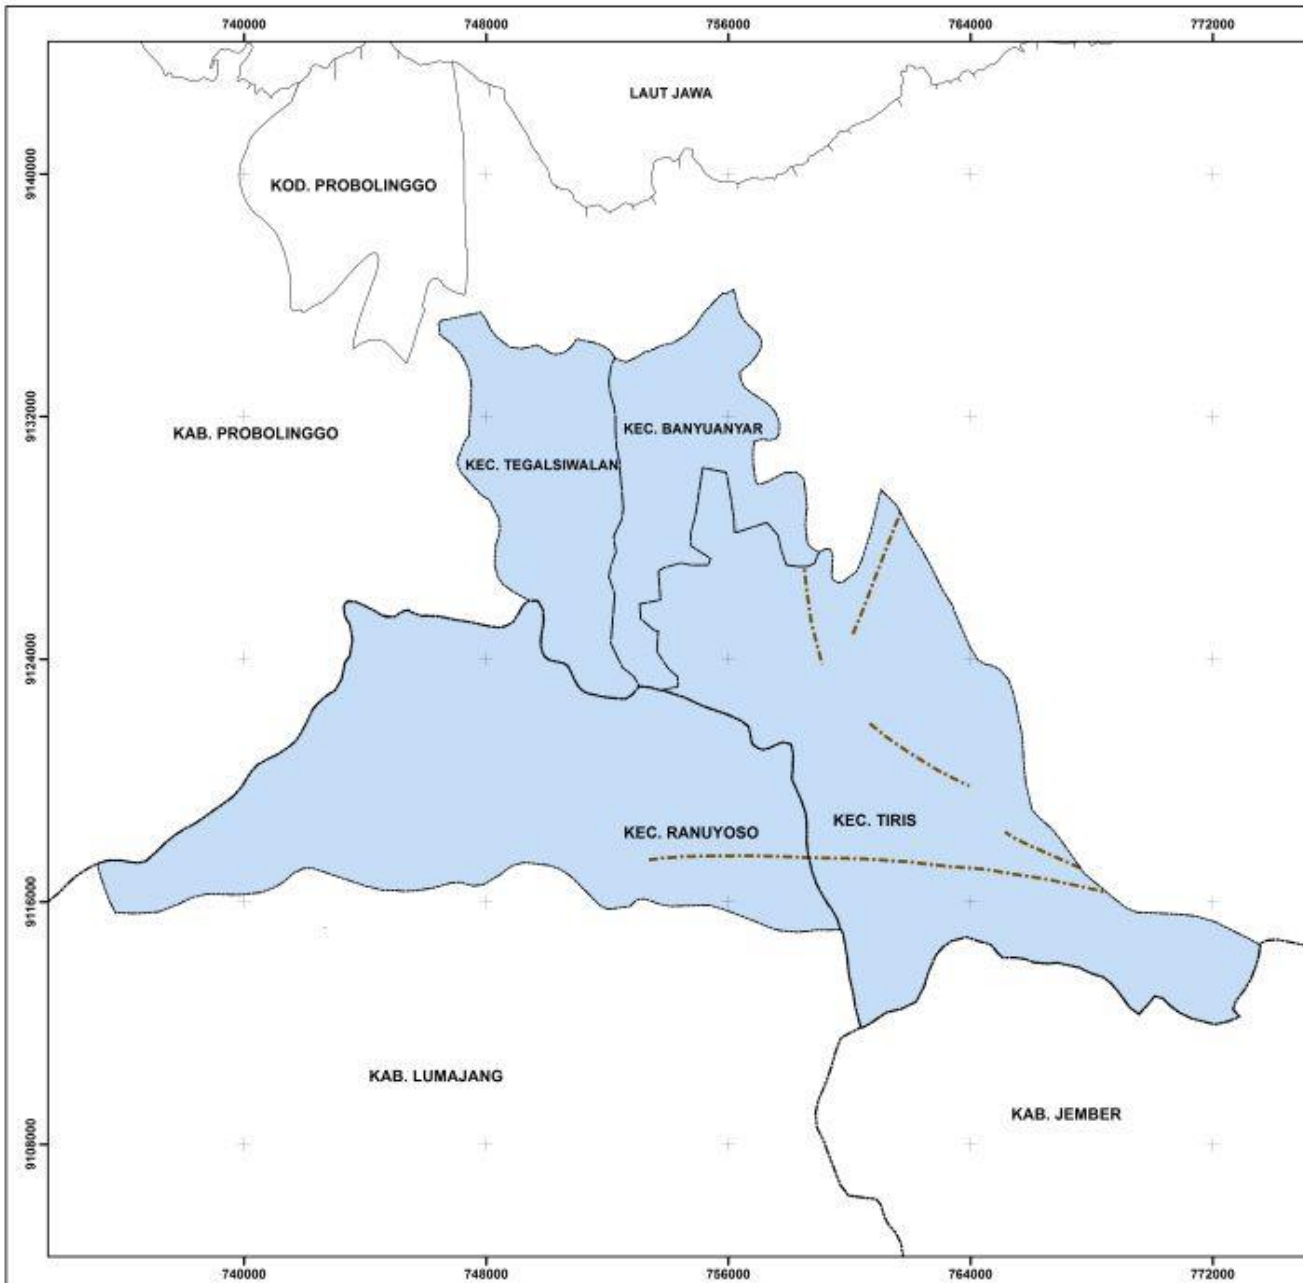 740000 748000 756000 764000 772000
LAUT JAWA
9140000
KOD. PROBOLINGGO
9132000
KAB. PROBOLINGGO
KEC. BANYUANYAR
KEC. TEGALSIWALAN
9124000
KEC. RANUYOSO
KEC. TIRIS
9116000
KAB. LUMAJANG
KAB. JEMBER
9108000
740000 748000 756000 764000 772000